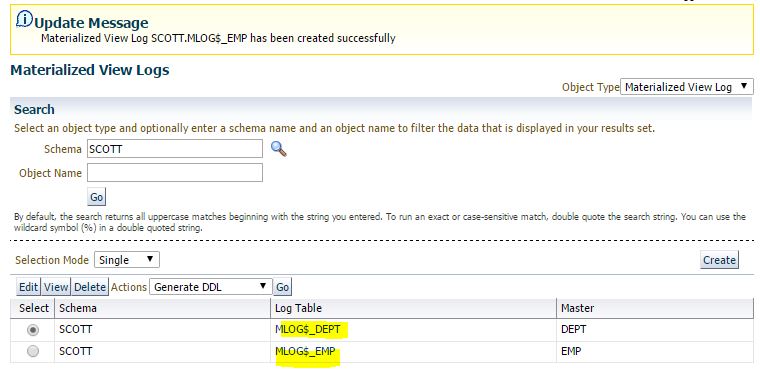 Update Message
Materialized View Log SCOTT.MLOG$_EMP has been created successfully
Materialized View Logs
Object Type Materialized View Log
Search
Select an object type and optionally enter a schema name and an object name to filter the data that is displayed in your results set.
Schema SCOTT
Object Name
Go
By default, the search returns all uppercase matches beginning with the string you entered. To run an exact or case-sensitive match, double quote the search string. You can use the
wildcard symbol (%) in a double quoted string.
Selection Mode Single Create
Edit View Delete Actions Generate DDL Go
Select Schema Log Table Master
SCOTT MLOG$_DEPT DEPT
SCOTT MLOG$_EMP EMP